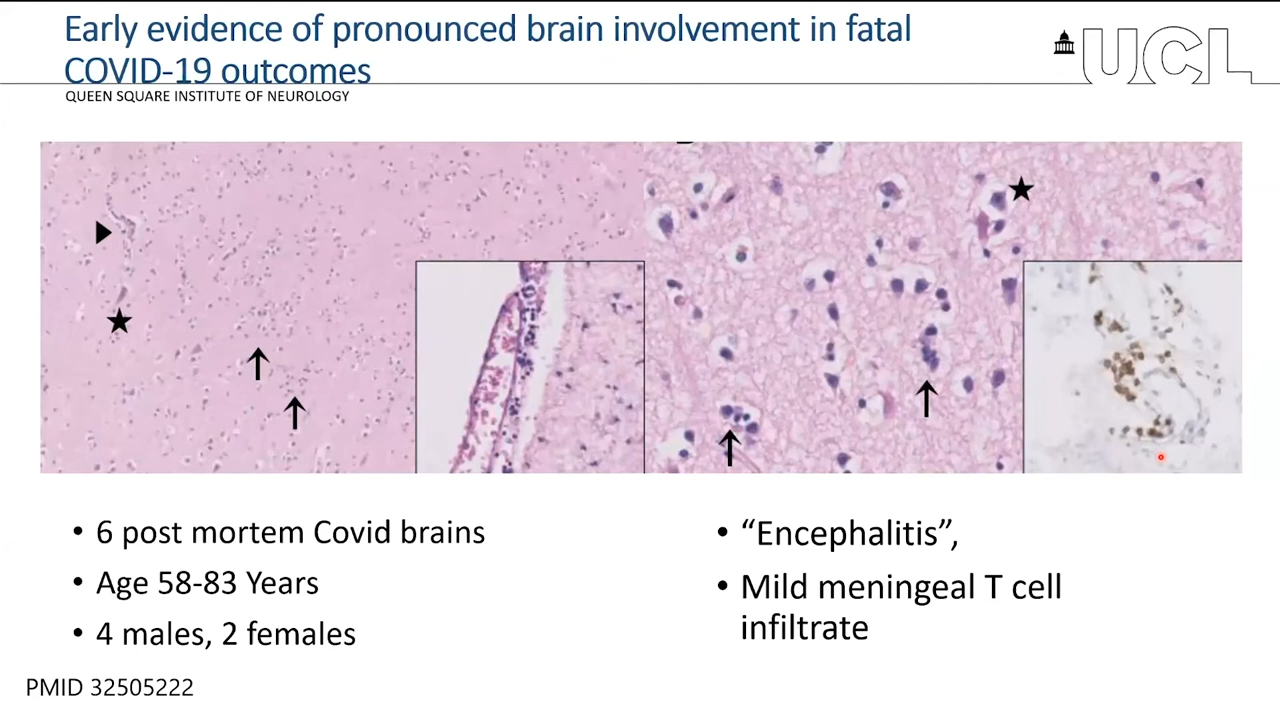 Early evidence of pronounced brain involvement in fatal
COVID-19 outcomes
UCL
QUEEN SQUARE INSTITUTE OF NEUROLOGY
• 6 post mortem Covid brains
• Age 58-83 Years
• 4 males, 2 females
• “Encephalitis”,
• Mild meningeal T cell
infiltrate
PMID 32505222